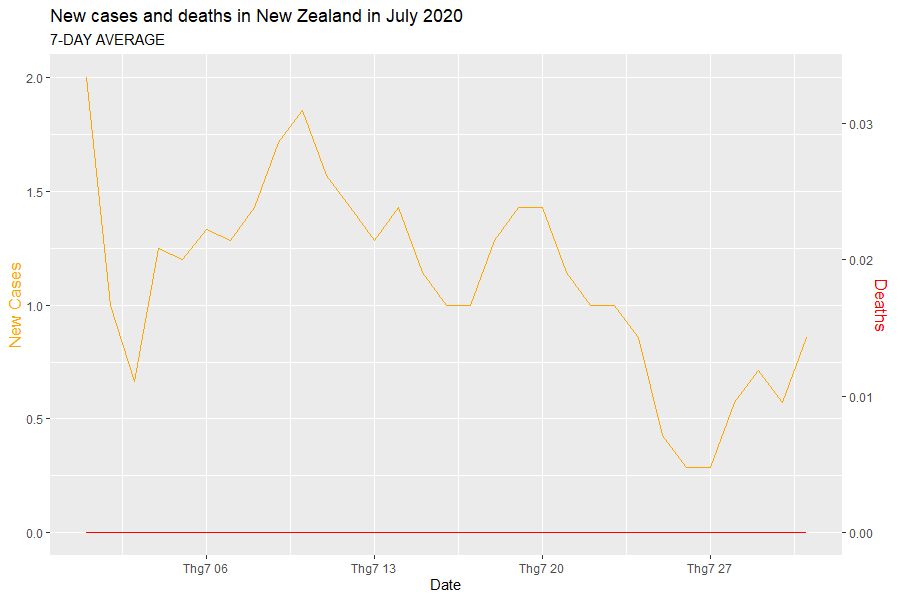 New cases and deaths in New Zealand in July 2020
7-DAY AVERAGE
2.0
1.5
1.0
0.5
0.0
New Cases
0.03
0.02
0.01
0.00
Deaths
Thg7 06
Thg7 13
Thg7 20
Thg7 27
Date